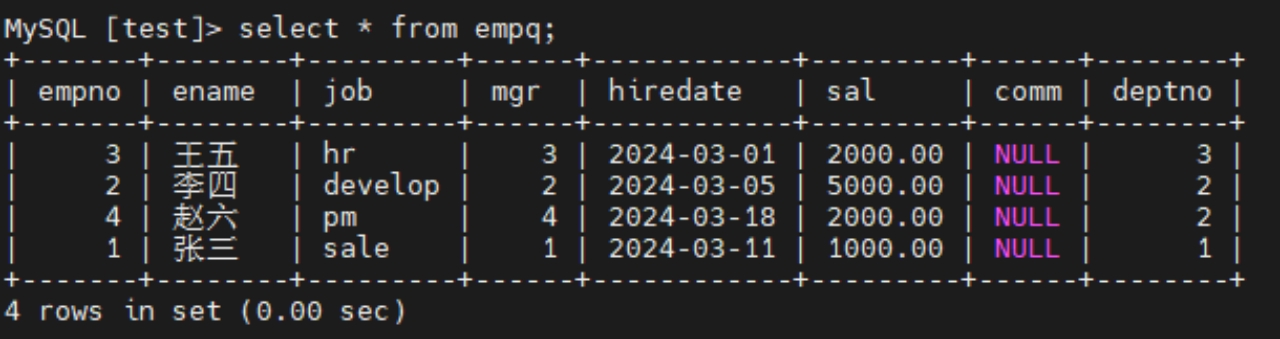 MySQL [test]> select * from empq;
+-------+--------+---------+------+------------+---------+------+--------+
| empno | ename  | job     | mgr  | hiredate   | sal     | comm | deptno |
+-------+--------+---------+------+------------+---------+------+--------+
|     3 | 王五   | hr      |    3 | 2024-03-01 | 2000.00 | NULL |      3 |
|     2 | 李四   | develop |    2 | 2024-03-05 | 5000.00 | NULL |      2 |
|     4 | 赵六   | pm      |    4 | 2024-03-18 | 2000.00 | NULL |      2 |
|     1 | 张三   | sale    |    1 | 2024-03-11 | 1000.00 | NULL |      1 |
+-------+--------+---------+------+------------+---------+------+--------+
4 rows in set (0.00 sec)